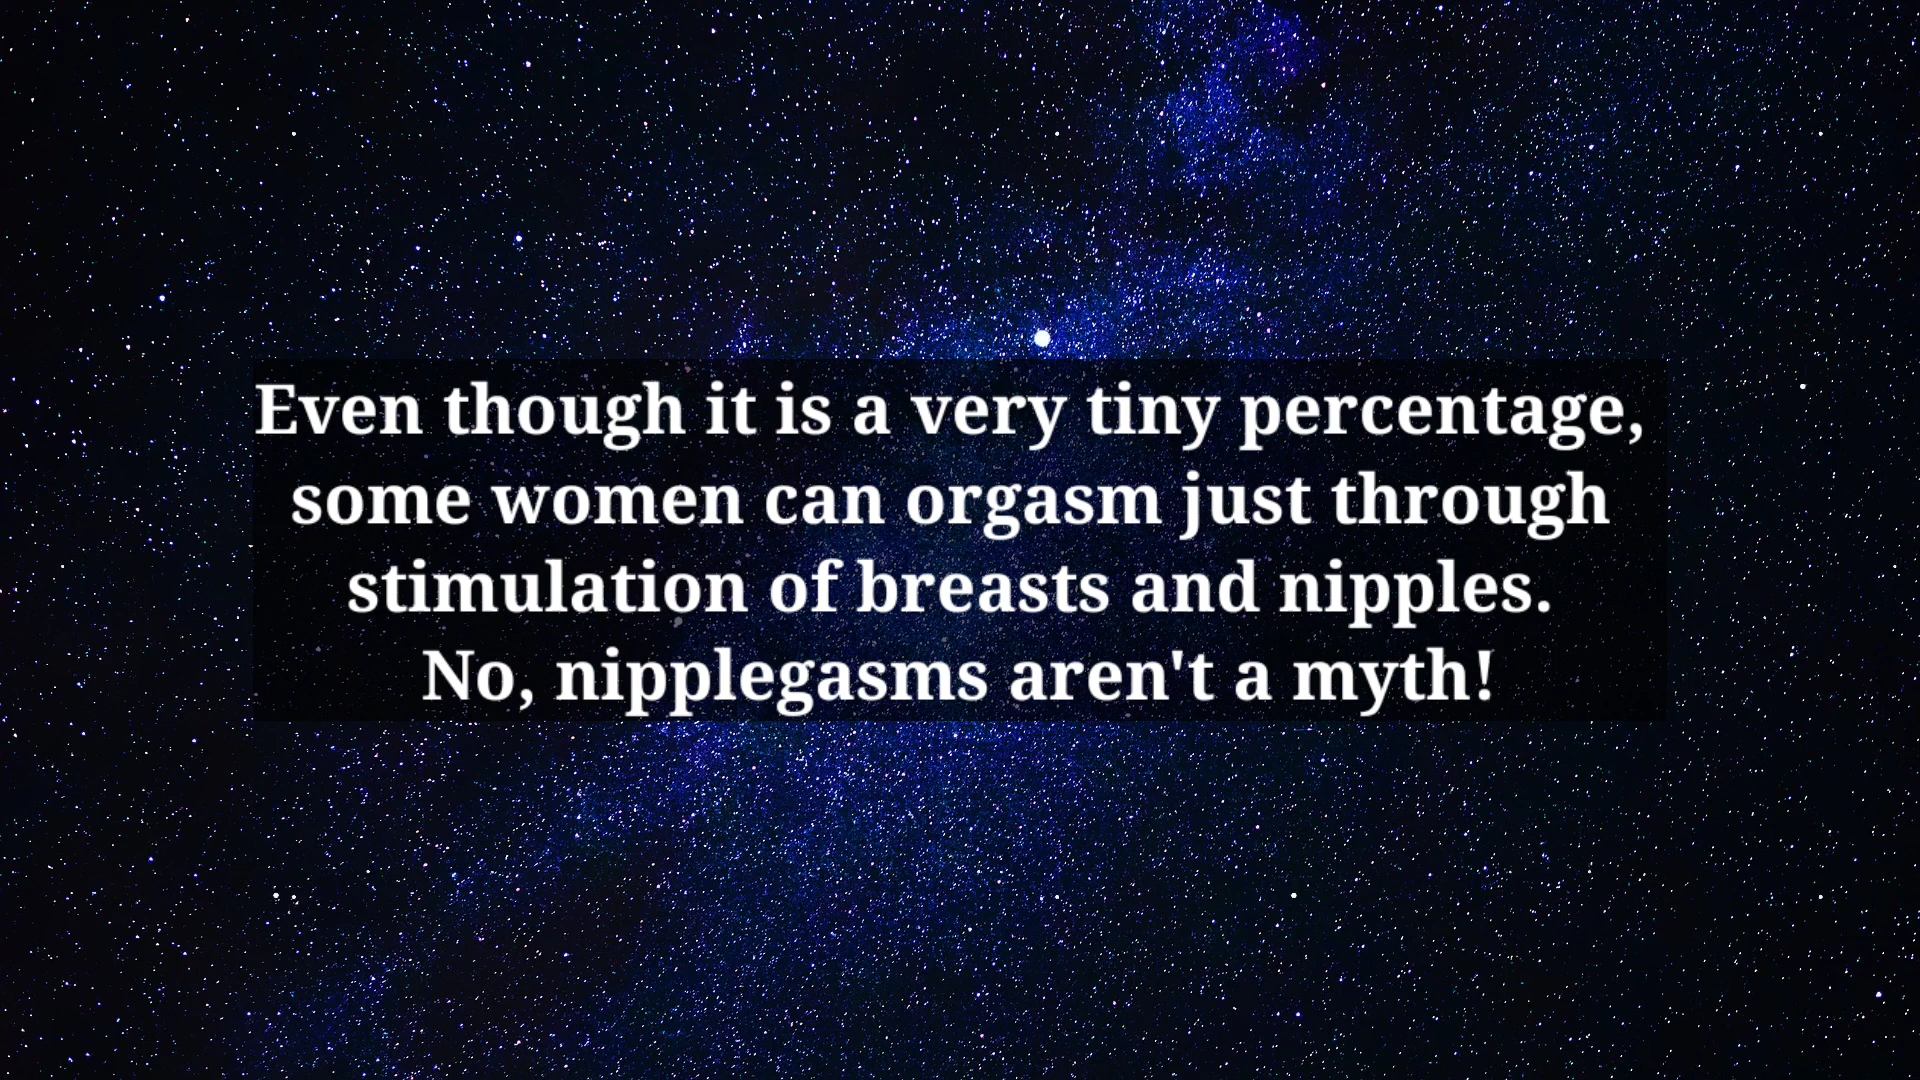 Even though it is a very tiny percentage,
some women can orgasm just through
stimulation of breasts and nipples.
No, nipplegasms aren't a myth!